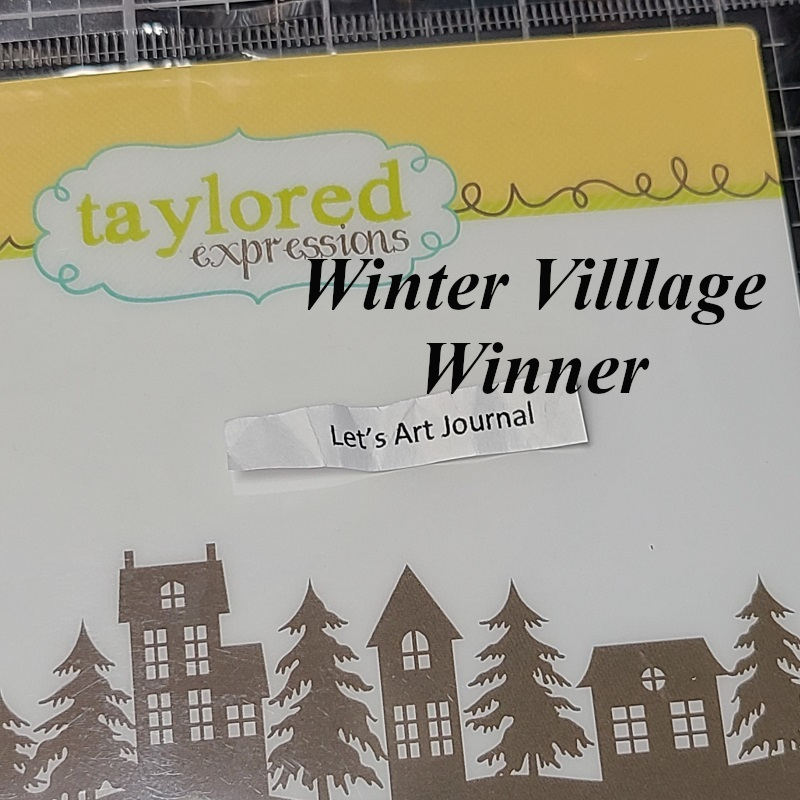 taylored
expressions
Winter Villlage
Winner
Let's Art Journal